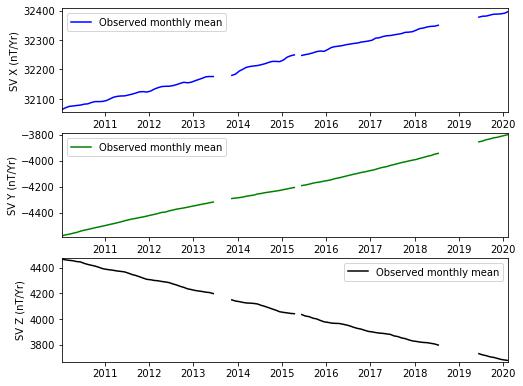 32400
32300
32200
32100
SV X (nT/Yr)
Observed monthly mean
2011 2012 2013 2014 2015 2016 2017 2018 2019 2020
−3800
−4000
−4200
−4400
SV Y (nT/Yr)
Observed monthly mean
2011 2012 2013 2014 2015 2016 2017 2018 2019 2020
4400
4200
4000
3800
SV Z (nT/Yr)
Observed monthly mean
2011 2012 2013 2014 2015 2016 2017 2018 2019 2020